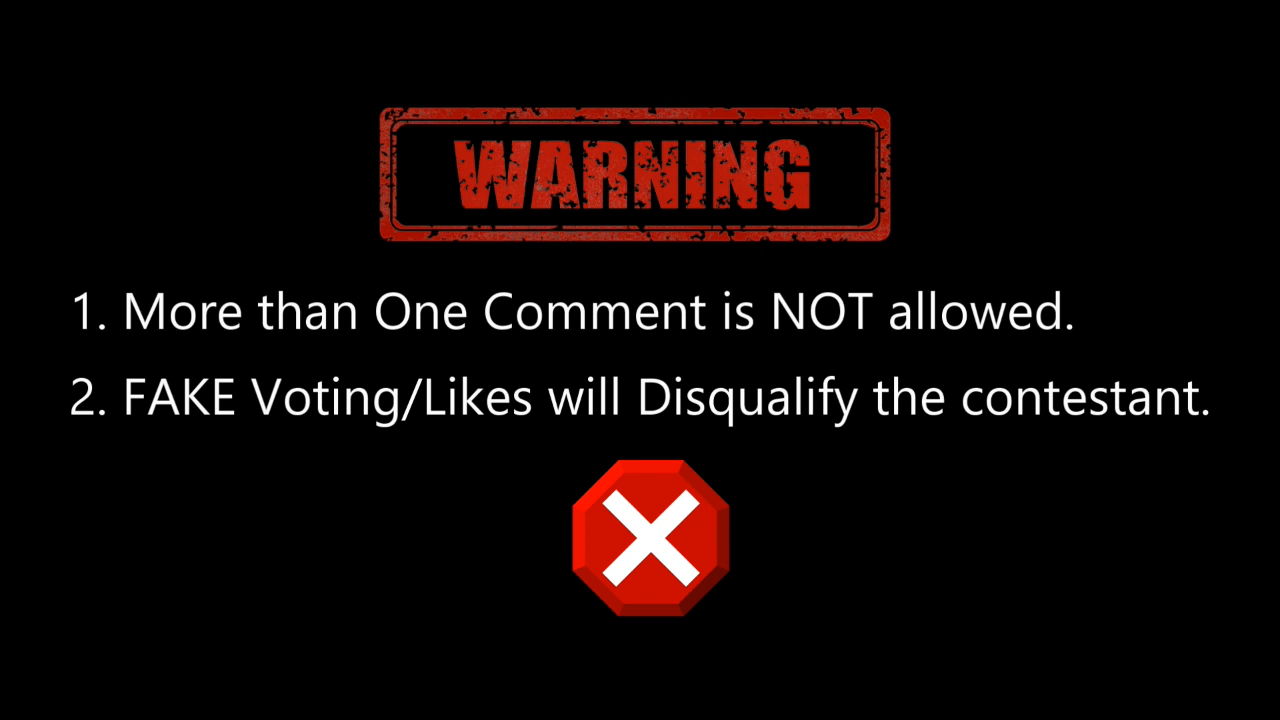 WARNING
1. More than One Comment is NOT allowed.
2. FAKE Voting/Likes will Disqualify the contestant.